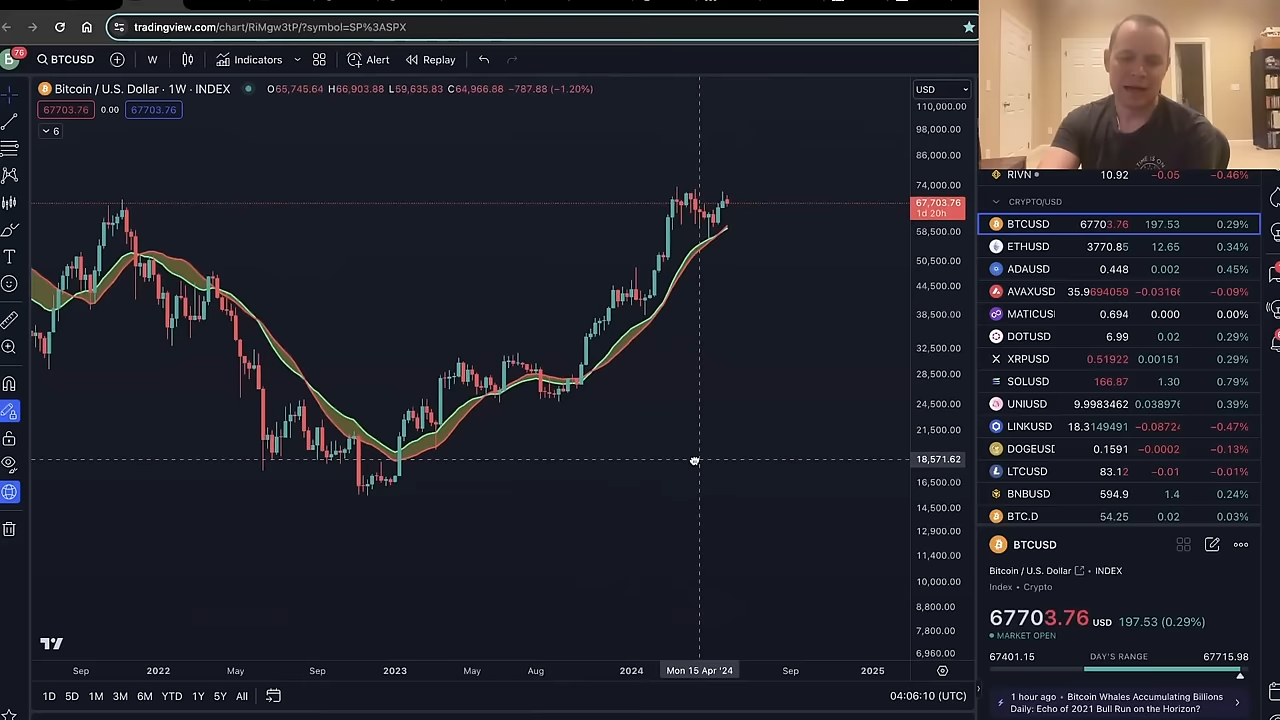 tradingview.com/chart/RiMgw3tP/?symbol=SP%3ASPX
76
BTCUSD
W
Indicators
Alert
Replay
Bitcoin / U.S. Dollar · 1W · INDEX
O65,745.64 H66,903.88 L59,635.83 C64,966.88 −787.88 (−1.20%)
67703.76 0.00 67703.76
6
USD
110,000.00
98,000.00
86,000.00
74,000.00
67,703.76
1d 20h
58,500.00
50,500.00
44,500.00
38,500.00
32,500.00
28,500.00
24,500.00
21,500.00
18,571.62
16,500.00
14,500.00
12,900.00
11,400.00
10,000.00
8,800.00
7,800.00
6,960.00
Sep 2022 May Sep 2023 May Aug 2024 Mon 15 Apr '24 Sep 2025
1D 5D 1M 3M 6M YTD 1Y 5Y All
04:06:10 (UTC)
TIME IS ON
RIVN 10.92 −0.05 −0.46%
CRYPTO/USD
BTCUSD 67703.76 197.53 0.29%
ETHUSD 3770.85 12.65 0.34%
ADAUSD 0.448 0.002 0.45%
AVAXUSD 35.9694059 −0.03166 −0.09%
MATICUS 0.694 0.000 0.00%
DOTUSD 6.99 0.02 0.29%
XRPUSD 0.51922 0.00151 0.29%
SOLUSD 166.87 1.30 0.79%
UNIUSD 9.9983462 0.038976 0.39%
LINKUSD 18.3149491 −0.08724 −0.47%
DOGEUSD 0.1591 −0.0002 −0.13%
LTCUSD 83.12 −0.01 −0.01%
BNBUSD 594.9 1.4 0.24%
BTC.D 54.25 0.02 0.03%
BTCUSD
Bitcoin / U.S. Dollar • INDEX
Index • Crypto
67703.76 USD 197.53 (0.29%)
MARKET OPEN
67401.15 DAY'S RANGE 67715.98
1 hour ago • Bitcoin Whales Accumulating Billions
Daily: Echo of 2021 Bull Run on the Horizon?